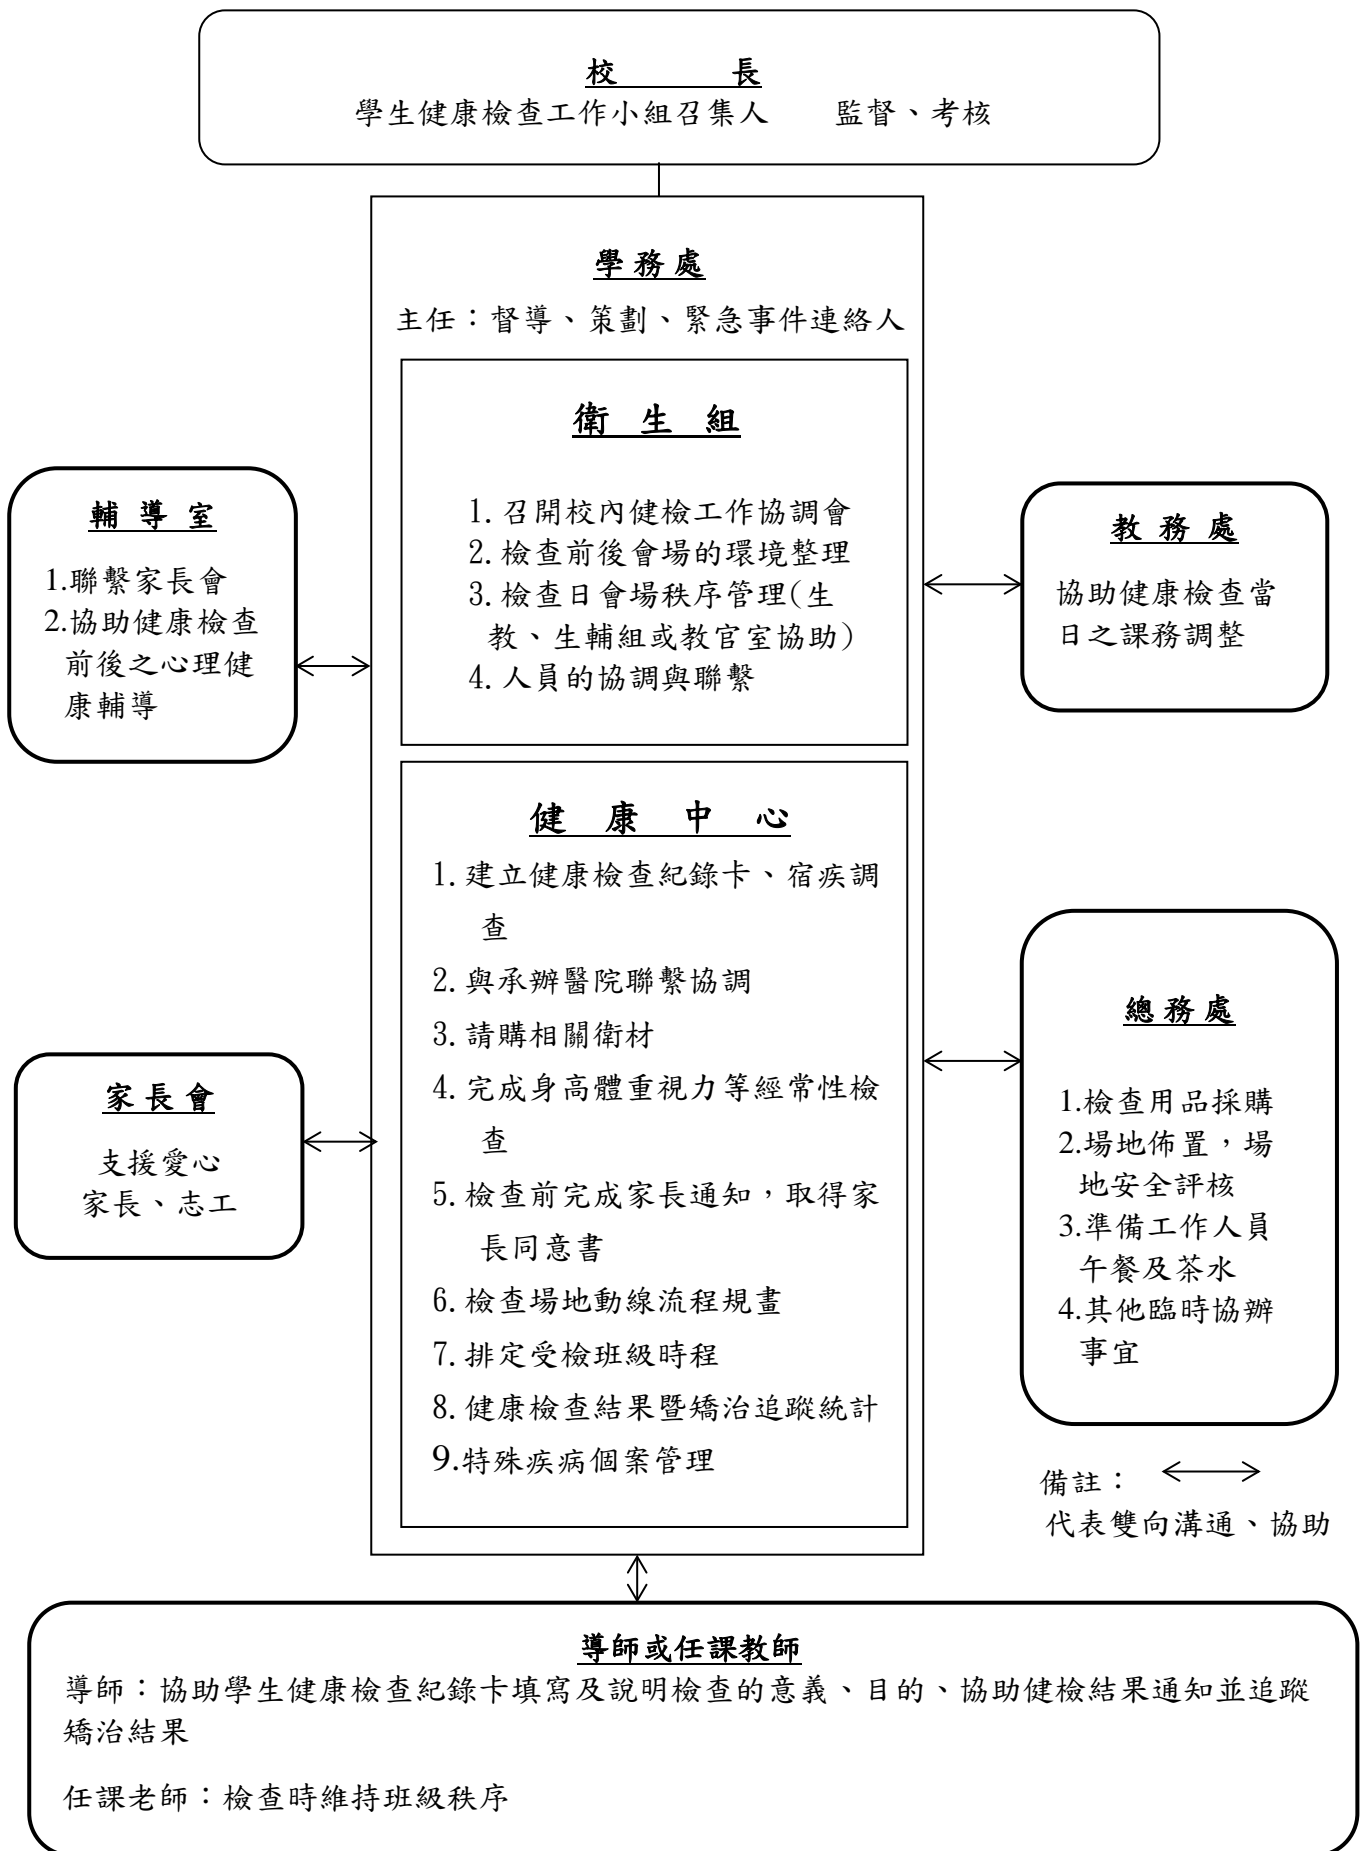 校　　　長
學生健康檢查工作小組召集人　　監督、考核
學務處
主任：督導、策劃、緊急事件連絡人
衛 生 組
1.召開校內健檢工作協調會
2.檢查前後會場的環境整理
3.檢查日會場秩序管理(生
教、生輔組或教官室協助)
4.人員的協調與聯繫
輔 導 室
1.聯繫家長會
2.協助健康檢查
前後之心理健
康輔導
教 務 處
協助健康檢查當
日之課務調整
健 康 中 心
1.建立健康檢查紀錄卡、宿疾調
查
2.與承辦醫院聯繫協調
3.請購相關衛材
4.完成身高體重視力等經常性檢
查
5.檢查前完成家長通知，取得家
長同意書
6.檢查場地動線流程規畫
7.排定受檢班級時程
8.健康檢查結果暨矯治追蹤統計
9.特殊疾病個案管理
家長會
支援愛心
家長、志工
總務處
1.檢查用品採購
2.場地佈置，場
地安全評核
3.準備工作人員
午餐及茶水
4.其他臨時協辦
事宜
備註：
代表雙向溝通、協助
導師或任課教師
導師：協助學生健康檢查紀錄卡填寫及說明檢查的意義、目的、協助健檢結果通知並追蹤
矯治結果
任課老師：檢查時維持班級秩序